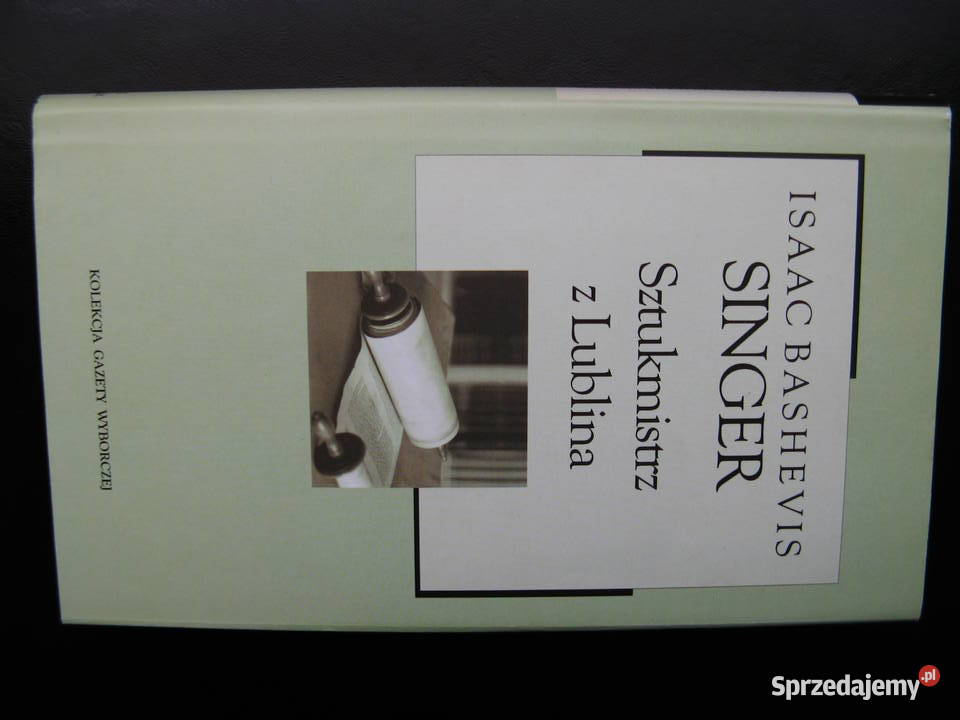 ISAAC BASHEVIS
SINGER
Sztukmistrz
z Lublina
KOLEKCJA GAZETY WYBORCZEJ
Sprzedajemy.pl